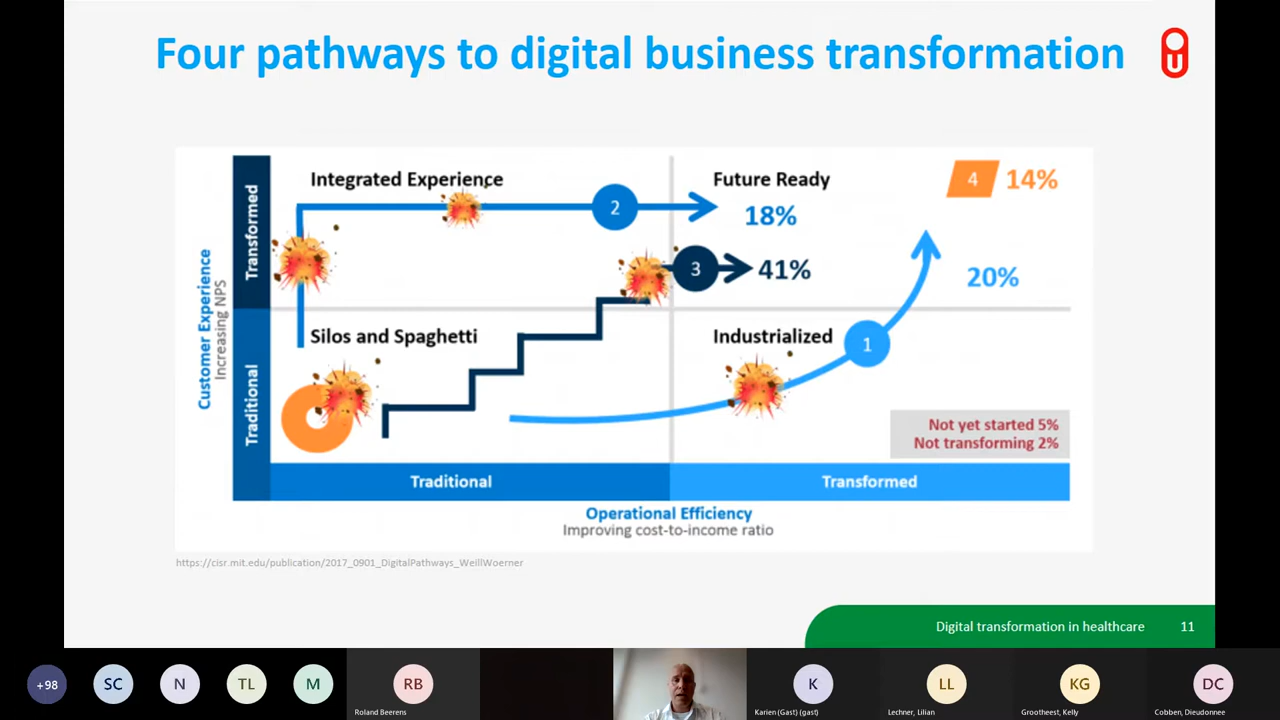 Four pathways to digital business transformation
Integrated Experience
2
Future Ready
18%
4
14%
3
41%
20%
Customer Experience
Increasing NPS
Transformed
Traditional
Silos and Spaghetti
Industrialized
1
Not yet started 5%
Not transforming 2%
Traditional
Transformed
Operational Efficiency
Improving cost-to-income ratio
https://cisr.mit.edu/publication/2017_0901_DigitalPathways_WeillWoerner
Digital transformation in healthcare
11
+98
SC
N
TL
M
RB
Roland Beerens
K
Karien (Gast) (gast)
LL
Lechner, Lilian
KG
Grootheest, Kelly
DC
Cobben, Dieudonnee